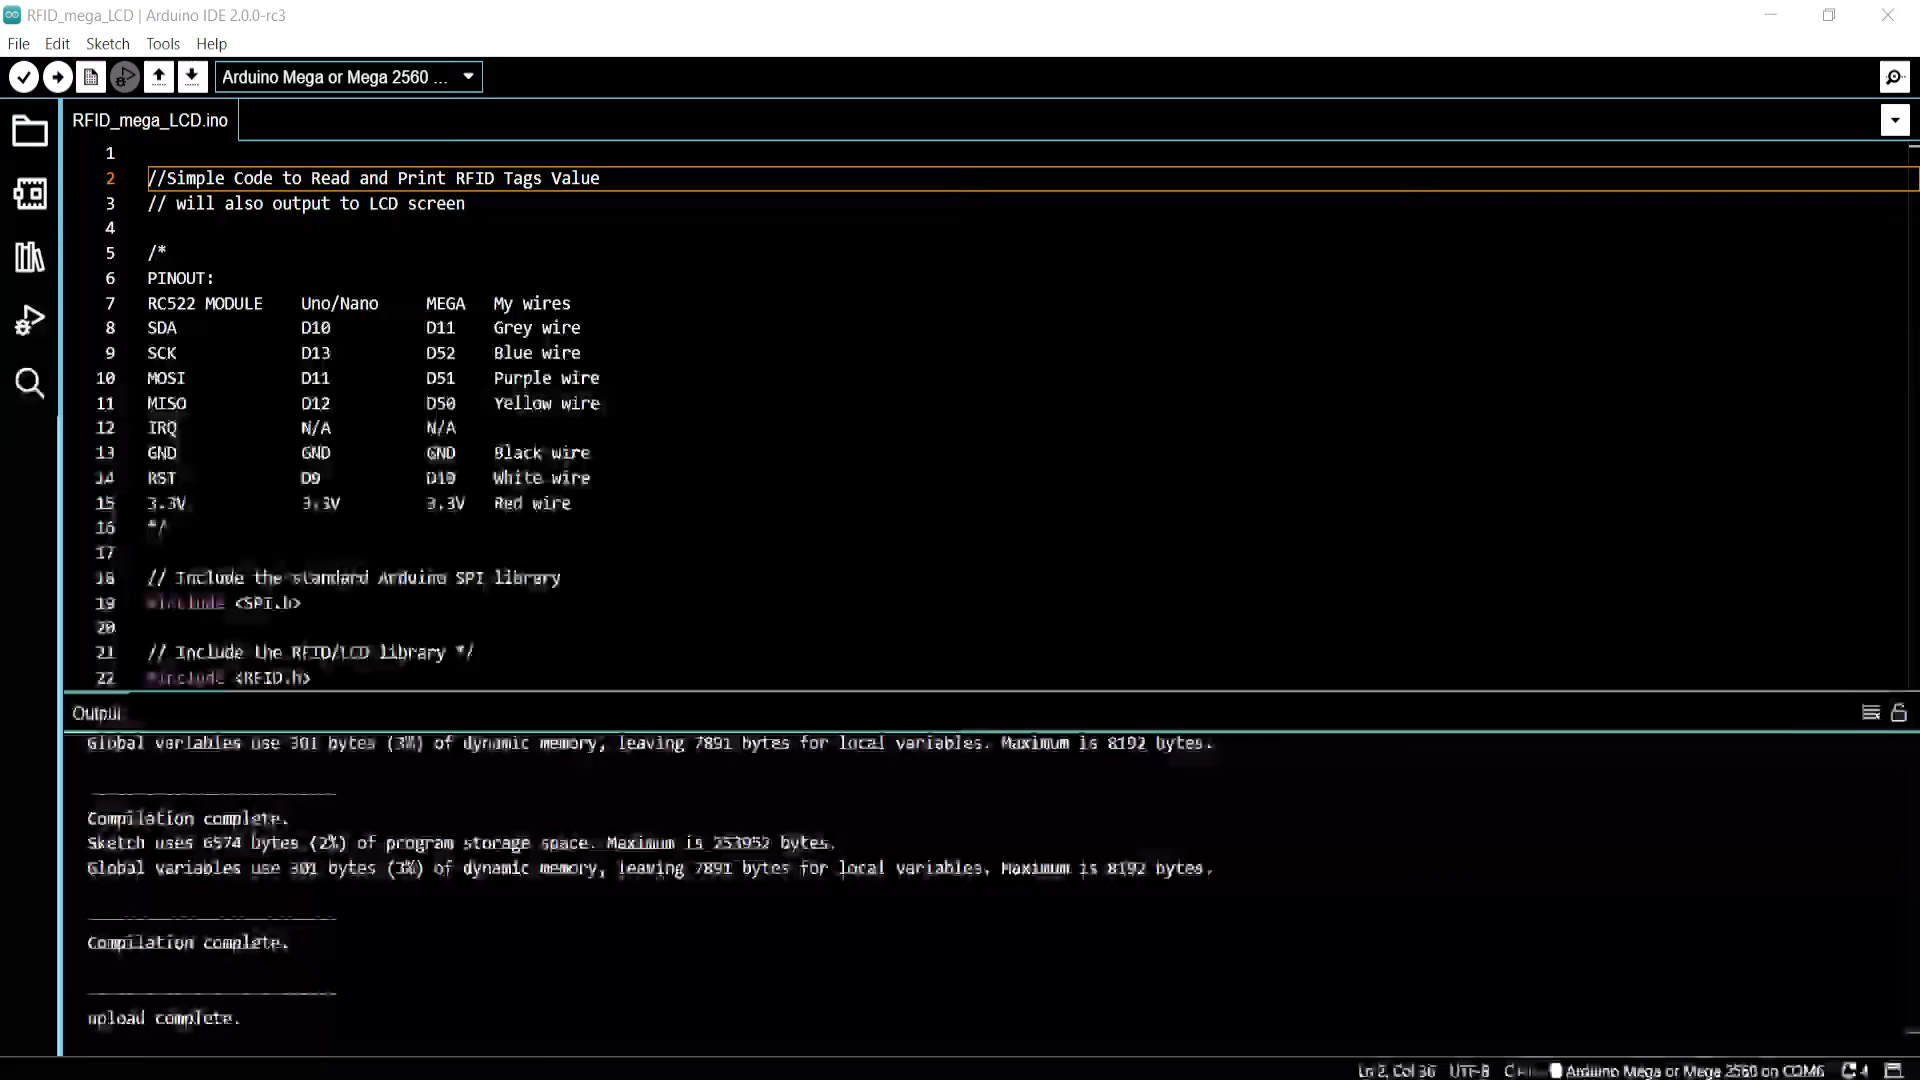 RFID_mega_LCD | Arduino IDE 2.0.0-rc3
File Edit Sketch Tools Help
Arduino Mega or Mega 2560 ...
RFID_mega_LCD.ino
1
2 //Simple Code to Read and Print RFID Tags Value
3 // will also output to LCD screen
4
5 /*
6 PINOUT:
7 RC522 MODULE Uno/Nano MEGA My wires
8 SDA D10 D11 Grey wire
9 SCK D13 D52 Blue wire
10 MOSI D11 D51 Purple wire
11 MISO D12 D50 Yellow wire
12 IRQ N/A N/A
13 GND GND GND Black wire
14 RST D9 D10 White wire
15 3.3V 3.3V 3.3V Red wire
16 */
17
18 // Include the standard Arduino SPI library
19 #include <SPI.h>
20
21 // Include the RFID/LCD library */
22 #include <RFID.h>
Output
Global variables use 301 bytes (3%) of dynamic memory, leaving 7891 bytes for local variables. Maximum is 8192 bytes.
--------------------------
Compilation complete.
Sketch uses 6574 bytes (2%) of program storage space. Maximum is 253952 bytes.
Global variables use 301 bytes (3%) of dynamic memory, leaving 7891 bytes for local variables. Maximum is 8192 bytes.
--------------------------
Compilation complete.
--------------------------
upload complete.
Ln 2, Col 36 UTF-8 Arduino Mega or Mega 2560 on COM6 4